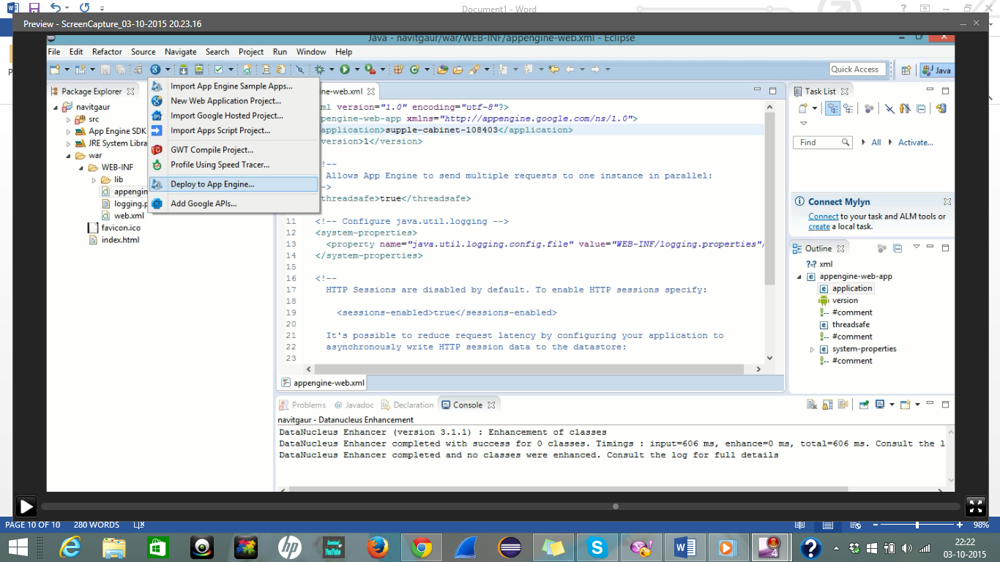 Document1 - Word
Preview - ScreenCapture_03-10-2015 20.23.16
Java - navitgaur/war/WEB-INF/appengine-web.xml - Eclipse
File Edit Refactor Source Navigate Search Project Run Window Help
Quick Access
Java
Package Explorer
navitgaur
src
App Engine SDK
JRE System Libra
war
WEB-INF
lib
appengin
logging.p
web.xml
favicon.ico
index.html
Import App Engine Sample Apps...
New Web Application Project...
Import Google Hosted Project...
Import Apps Script Project...
GWT Compile Project...
Profile Using Speed Tracer...
Deploy to App Engine...
Add Google APIs...
ne-web.xml
ml version="1.0" encoding="utf-8"?>
pengine-web-app xmlns="http://appengine.google.com/ns/1.0">
application>supple-cabinet-108403</application>
version>1</version>
!--
Allows App Engine to send multiple requests to one instance in parallel:
->
threadsafe>true</threadsafe>
11 <!-- Configure java.util.logging -->
12 <system-properties>
13 <property name="java.util.logging.config.file" value="WEB-INF/logging.properties"/
14 </system-properties>
15
16 <!--
17 HTTP Sessions are disabled by default. To enable HTTP sessions specify:
18
19 <sessions-enabled>true</sessions-enabled>
20
21 It's possible to reduce request latency by configuring your application to
22 asynchronously write HTTP session data to the datastore:
23
appengine-web.xml
Task List
Find
All
Activate...
Connect Mylyn
Connect to your task and ALM tools or
create a local task.
Outline
?=? xml
appengine-web-app
application
version
#comment
threadsafe
#comment
system-properties
#comment
Problems @ Javadoc Declaration Console
navitgaur - Datanucleus Enhancement
DataNucleus Enhancer (version 3.1.1) : Enhancement of classes
DataNucleus Enhancer completed with success for 0 classes. Timings : input=606 ms, enhance=0 ms, total=606 ms. Consult the l
DataNucleus Enhancer completed and no classes were enhanced. Consult the log for full details
PAGE 10 OF 10 280 WORDS
98%
22:22
03-10-2015